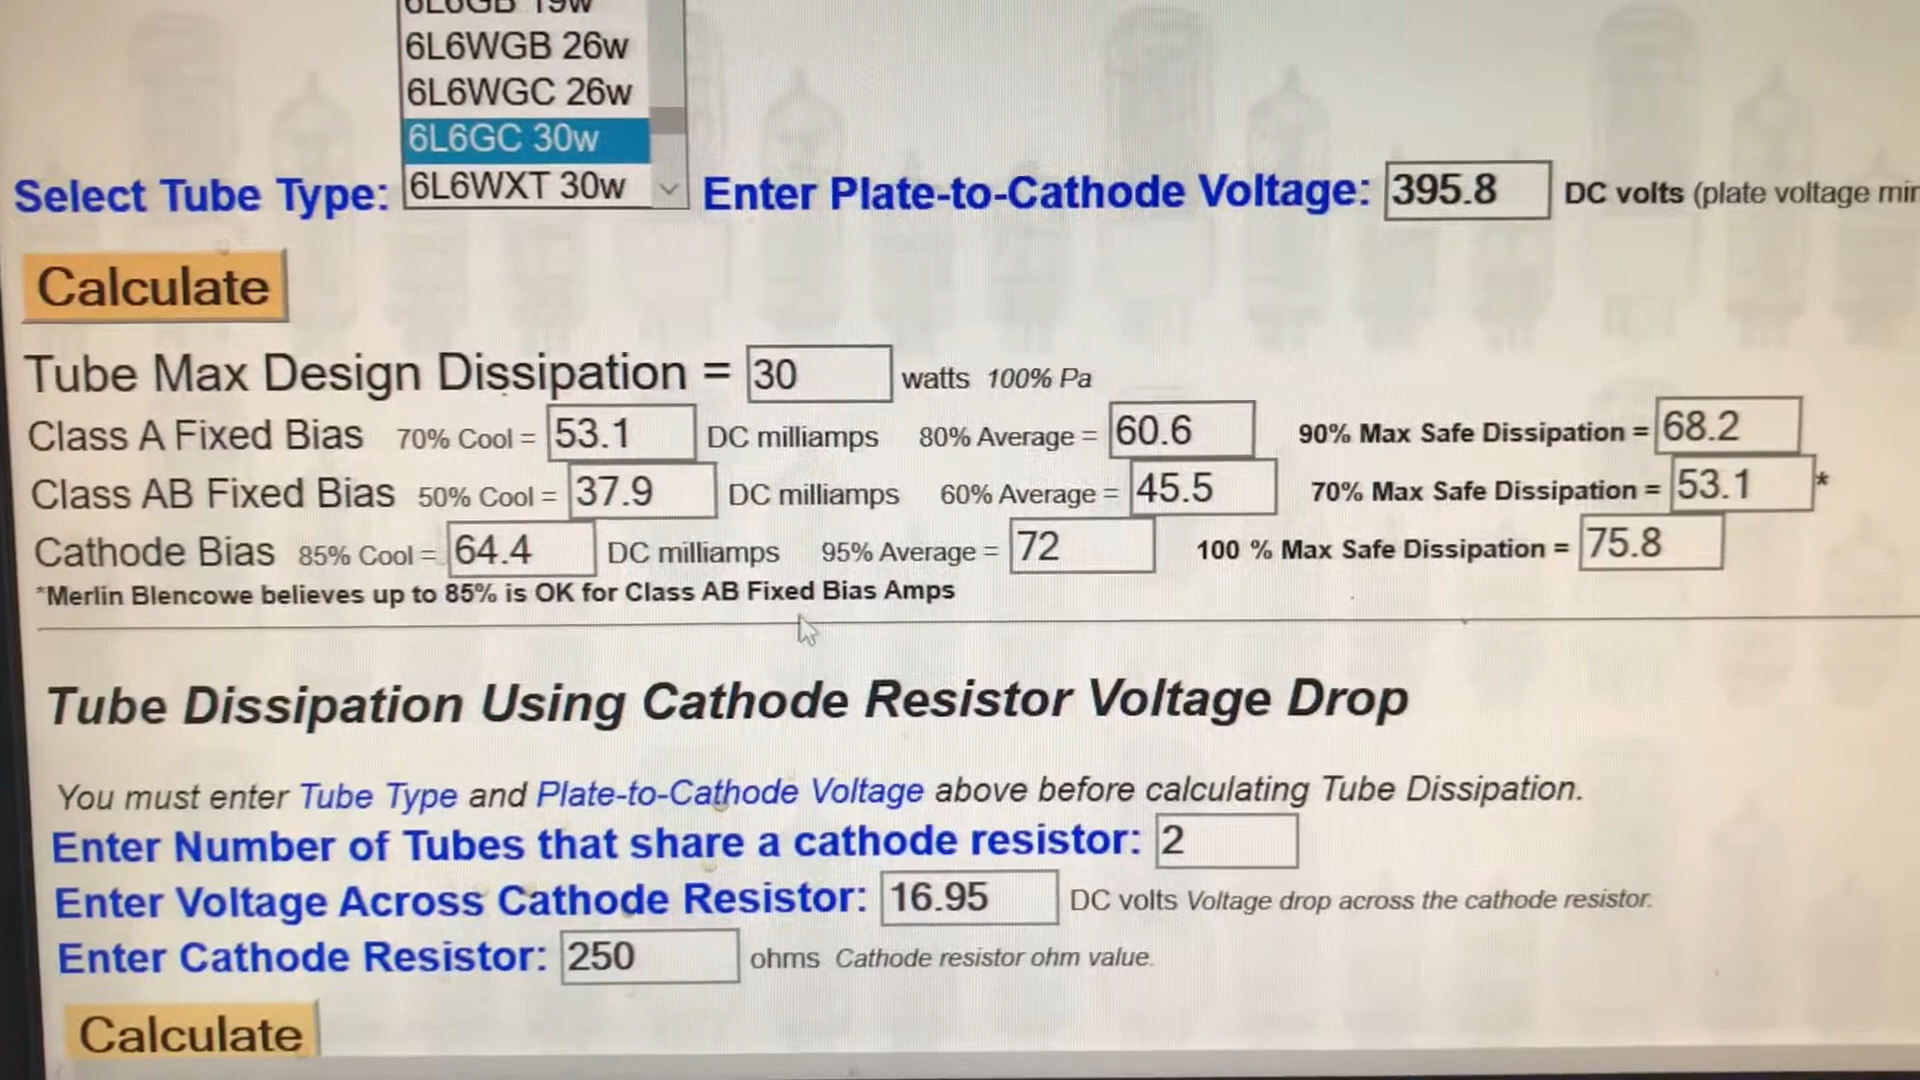 6L6GB 19w
6L6WGB 26w
6L6WGC 26w
6L6GC 30w
Select Tube Type: 6L6WXT 30w Enter Plate-to-Cathode Voltage: 395.8 DC volts (plate voltage
Calculate
Tube Max Design Dissipation = 30 watts 100% Pa
Class A Fixed Bias 70% Cool = 53.1 DC milliamps 80% Average = 60.6 90% Max Safe Dissipation = 68.2
Class AB Fixed Bias 50% Cool = 37.9 DC milliamps 60% Average = 45.5 70% Max Safe Dissipation = 53.1 *
Cathode Bias 85% Cool = 64.4 DC milliamps 95% Average = 72 100 % Max Safe Dissipation = 75.8
*Merlin Blencowe believes up to 85% is OK for Class AB Fixed Bias Amps
Tube Dissipation Using Cathode Resistor Voltage Drop
You must enter Tube Type and Plate-to-Cathode Voltage above before calculating Tube Dissipation.
Enter Number of Tubes that share a cathode resistor: 2
Enter Voltage Across Cathode Resistor: 16.95 DC volts Voltage drop across the cathode resistor.
Enter Cathode Resistor: 250 ohms Cathode resistor ohm value.
Calculate